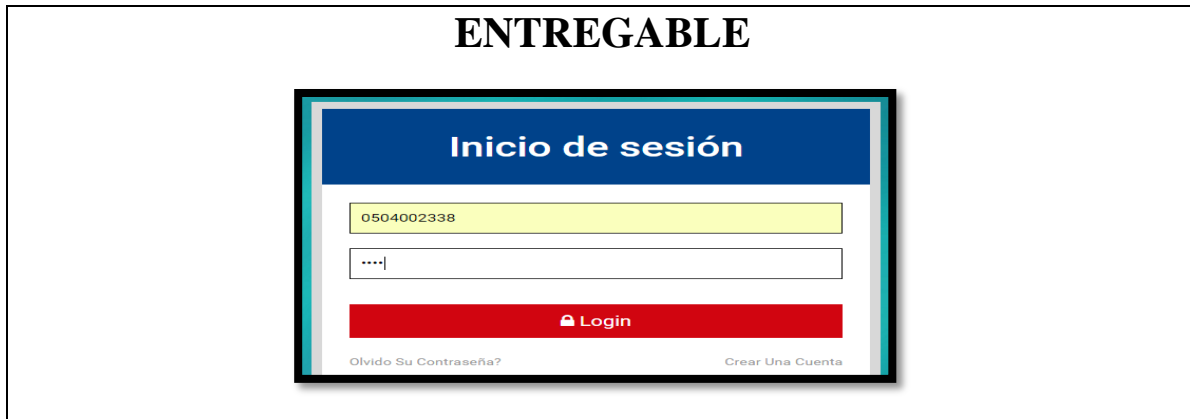 ENTREGABLE
Inicio de sesión
0504002338
••••
Login
Olvido Su Contraseña? Crear Una Cuenta